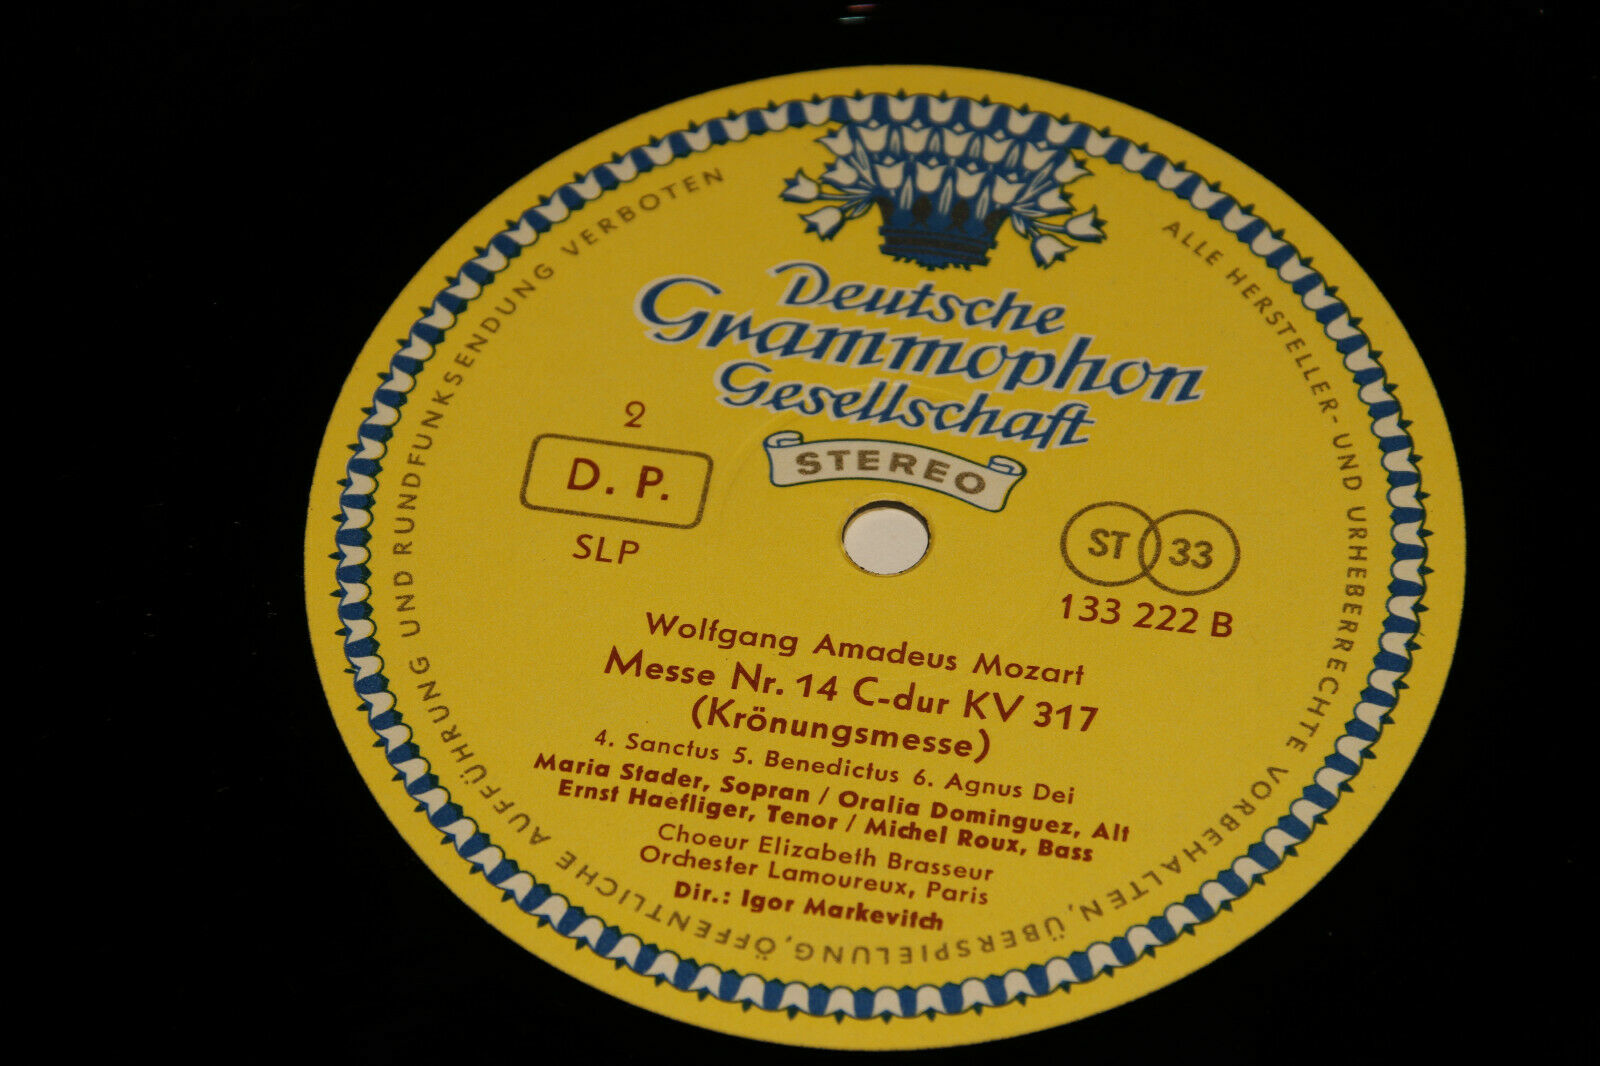 Deutsche
Grammophon
Gesellschaft
STEREO
2
D. P.
SLP
ST 33
133 222 B
Wolfgang Amadeus Mozart
Messe Nr. 14 C-dur KV 317
(Krönungsmesse)
4. Sanctus 5. Benedictus 6. Agnus Dei
Maria Stader, Sopran / Oralia Dominguez, Alt
Ernst Haefliger, Tenor / Michel Roux, Bass
Choeur Elizabeth Brasseur
Orchester Lamoureux, Paris
Dir.: Igor Markevitch
ALLE HERSTELLER- UND URHEBERRECHTE VORBEHALTEN, ÜBERSPIELUNG, ÖFFENTLICHE AUFFÜHRUNG UND RUNDFUNKSENDUNG VERBOTEN